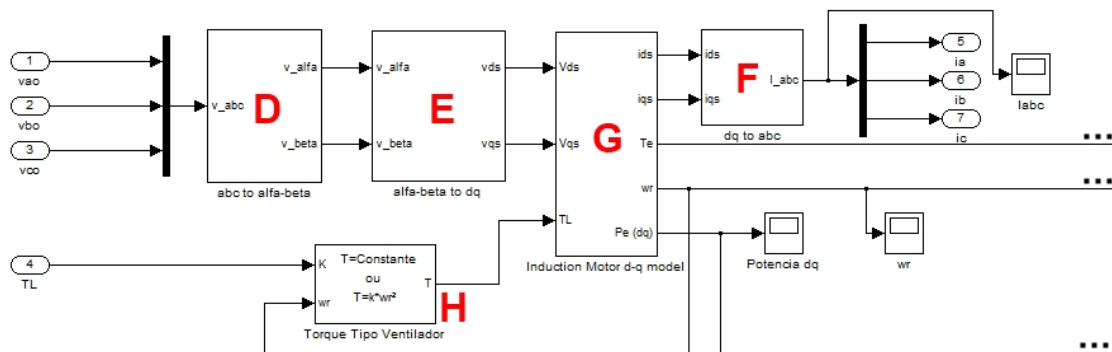 1
vao
2
vbo
3
vco
v_abc
D
v_alfa
v_beta
abc to alfa-beta
v_alfa
v_beta
E
vds
vqs
alfa-beta to dq
Vds
Vqs
TL
G
ids
iqs
Te
wr
Pe (dq)
Induction Motor d-q model
ids
iqs
F
I_abc
dq to abc
5
ia
6
ib
7
ic
Iabc
4
TL
K
wr
T=Constante
ou
T=k*wr²
T
H
Torque Tipo Ventilador
Potencia dq
wr